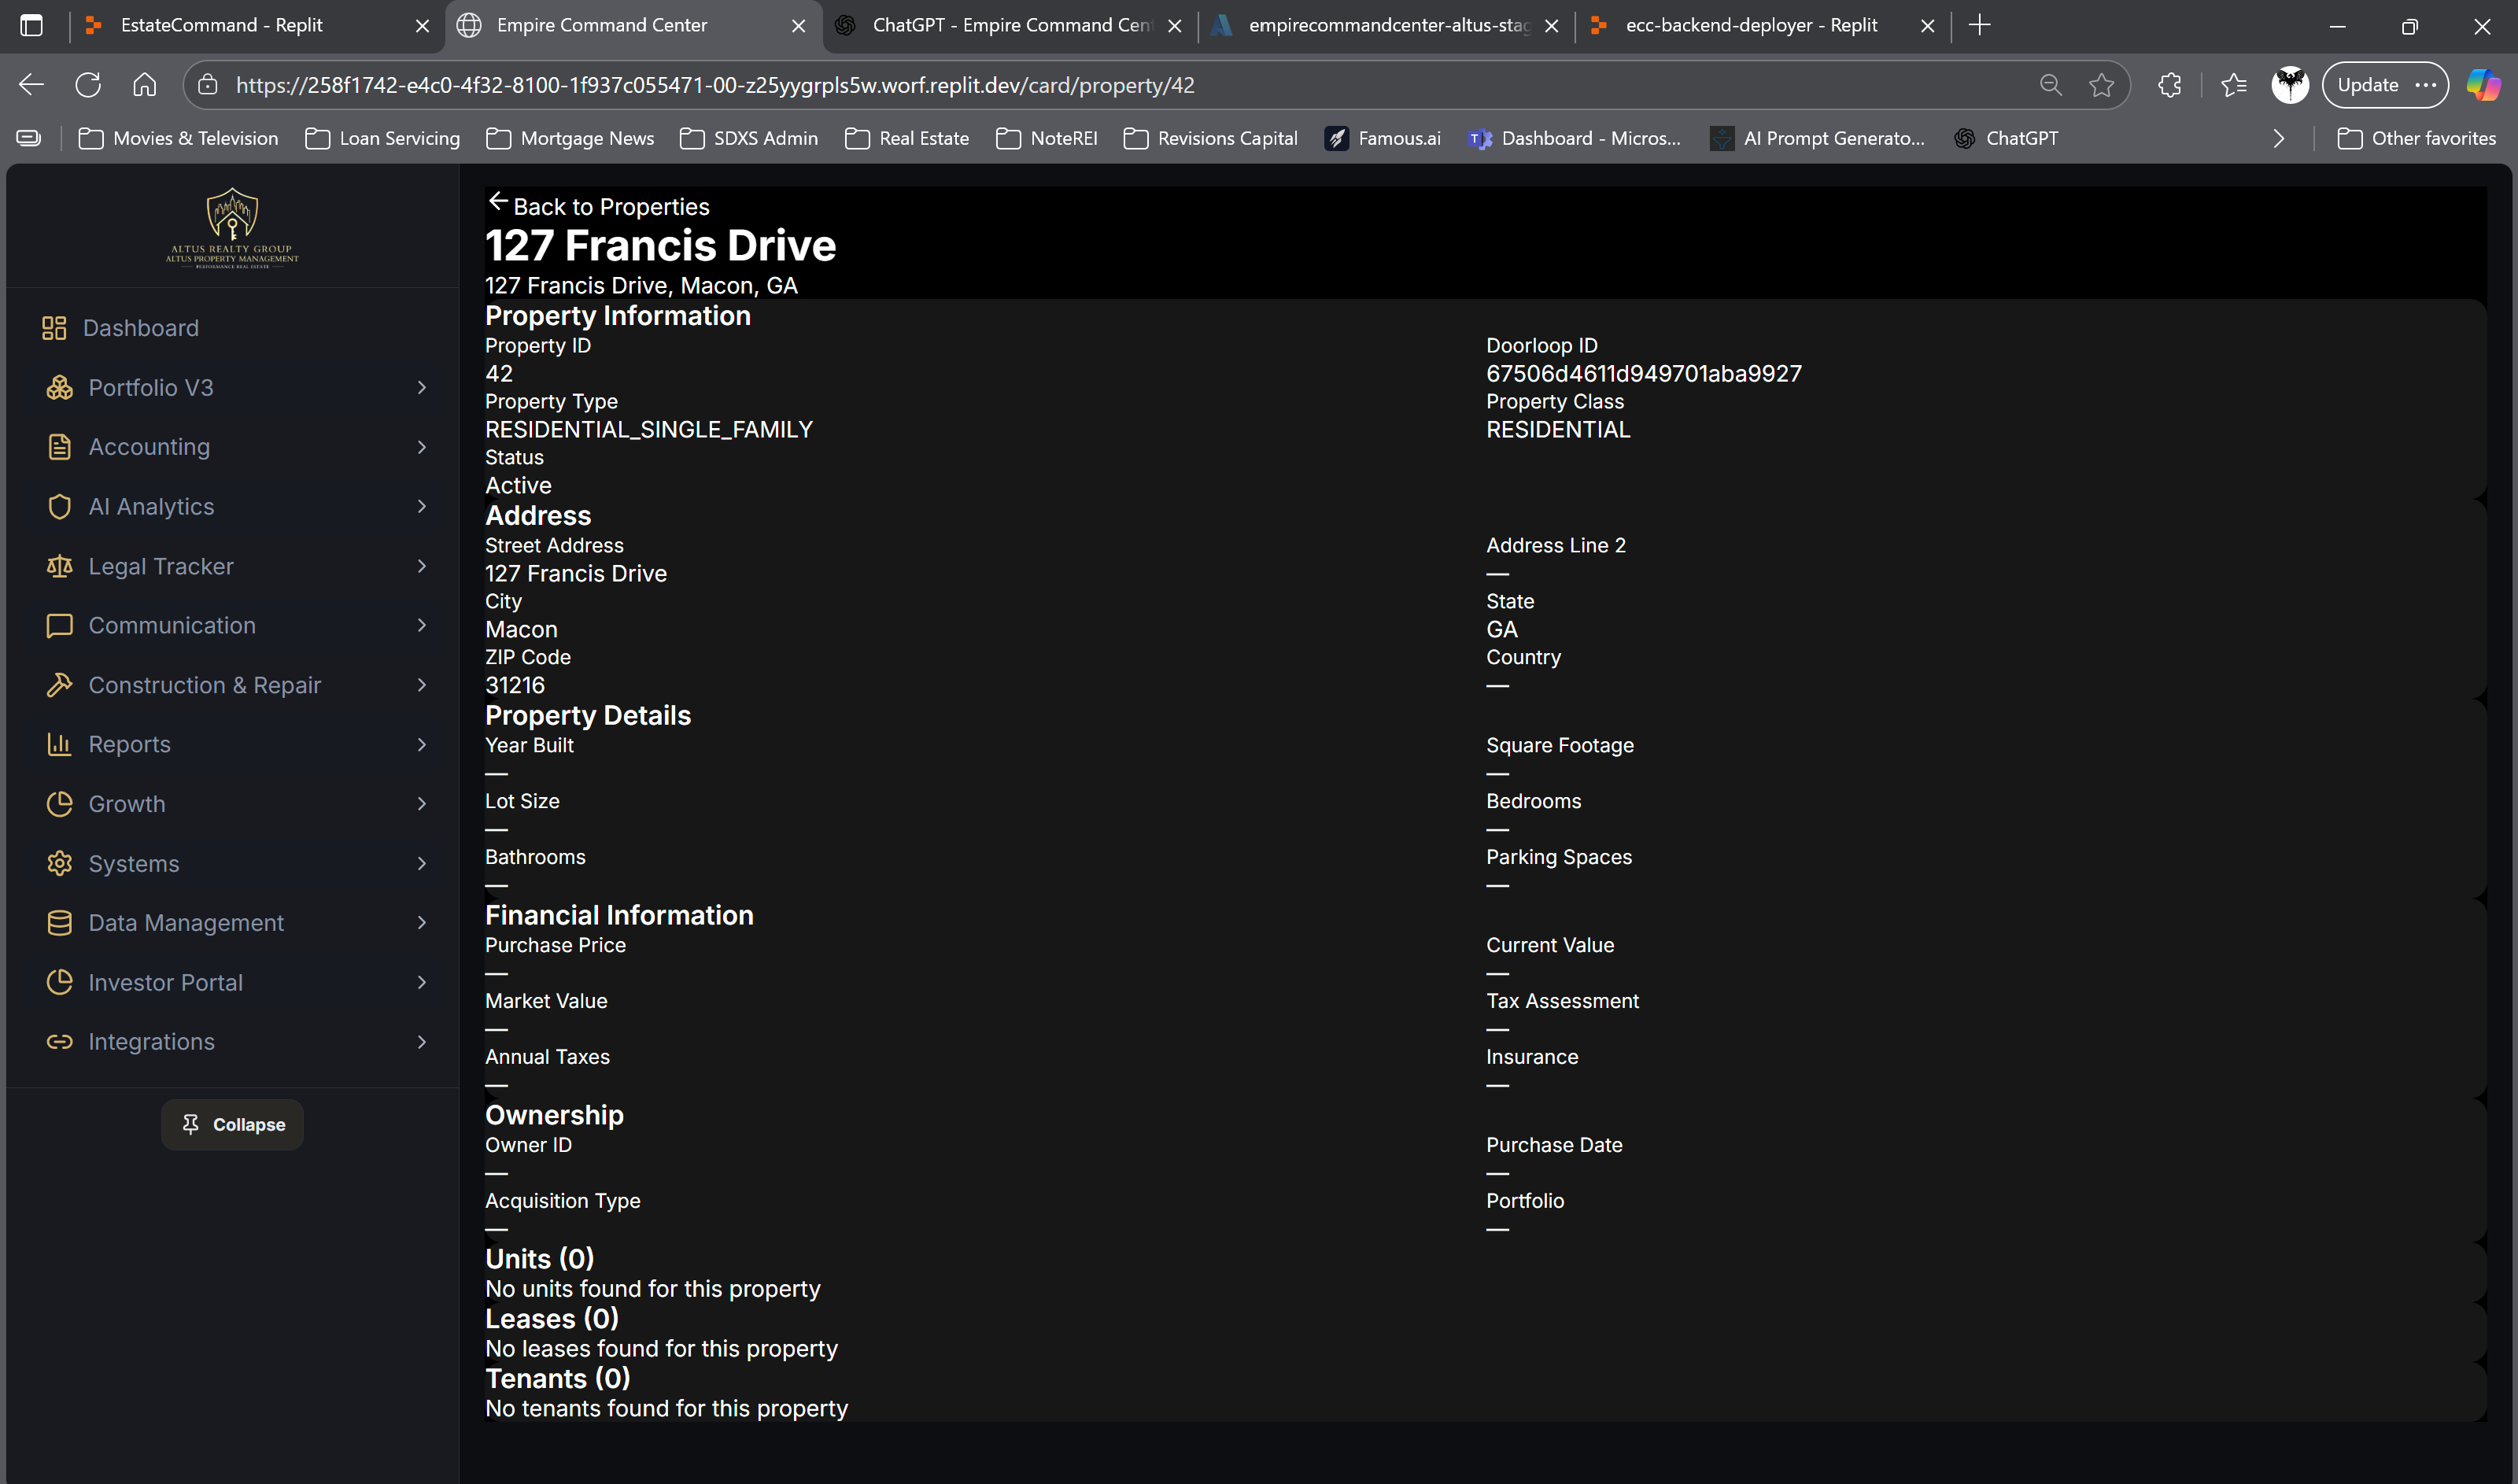 EstateCommand - Replit
Empire Command Center
ChatGPT - Empire Command Cen
empirecommandcenter-altus-stag
ecc-backend-deployer - Replit
https://258f1742-e4c0-4f32-8100-1f937c055471-00-z25yygrpls5w.worf.replit.dev/card/property/42
Update
Movies & Television
Loan Servicing
Mortgage News
SDXS Admin
Real Estate
NoteREI
Revisions Capital
Famous.ai
Dashboard - Micros...
AI Prompt Generato...
ChatGPT
Other favorites
ALTUS REALTY GROUP
ALTUS PROPERTY MANAGEMENT
PERFORMANCE REAL ESTATE
Dashboard
Portfolio V3
Accounting
AI Analytics
Legal Tracker
Communication
Construction & Repair
Reports
Growth
Systems
Data Management
Investor Portal
Integrations
Collapse
Back to Properties
127 Francis Drive
127 Francis Drive, Macon, GA
Property Information
Property ID
42
Doorloop ID
67506d4611d949701aba9927
Property Type
RESIDENTIAL_SINGLE_FAMILY
Property Class
RESIDENTIAL
Status
Active
Address
Street Address
127 Francis Drive
Address Line 2
—
City
Macon
State
GA
ZIP Code
31216
Country
—
Property Details
Year Built
—
Square Footage
—
Lot Size
—
Bedrooms
—
Bathrooms
—
Parking Spaces
—
Financial Information
Purchase Price
—
Current Value
—
Market Value
—
Tax Assessment
—
Annual Taxes
—
Insurance
—
Ownership
Owner ID
—
Purchase Date
—
Acquisition Type
—
Portfolio
—
Units (0)
No units found for this property
Leases (0)
No leases found for this property
Tenants (0)
No tenants found for this property